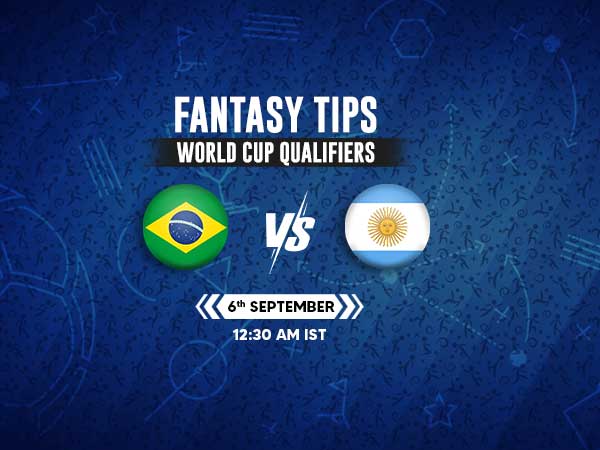 FANTASY TIPS
WORLD CUP QUALIFIERS
VS
6th SEPTEMBER
12:30 AM IST